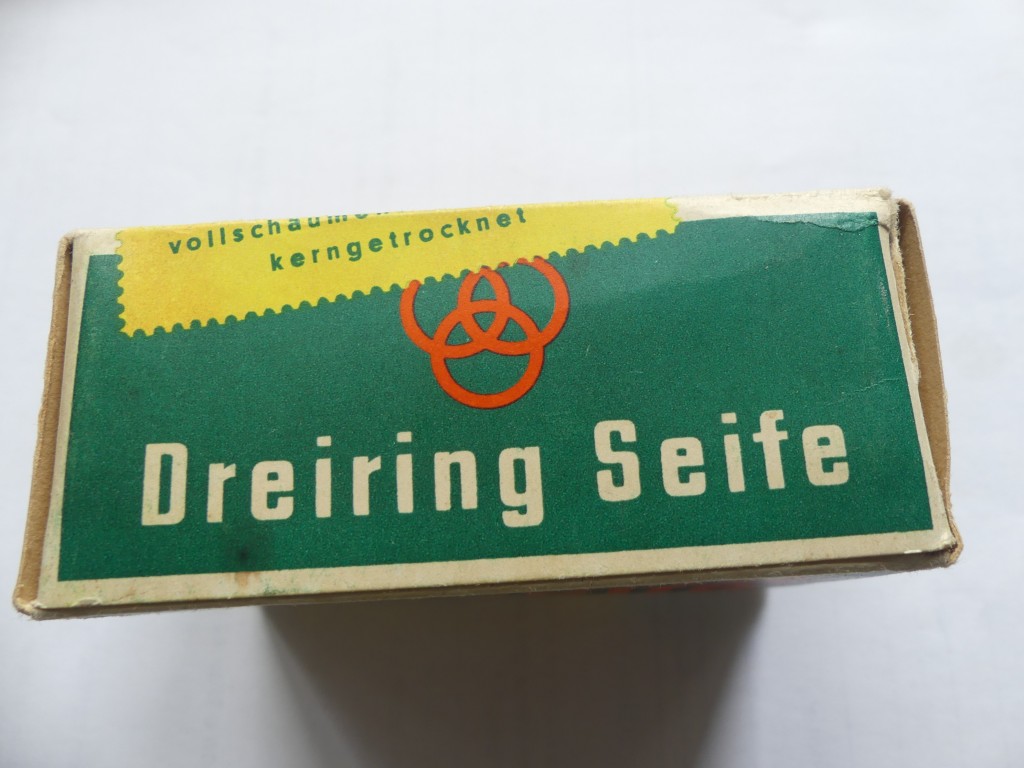 kerngetrocknet
Dreiring Seife